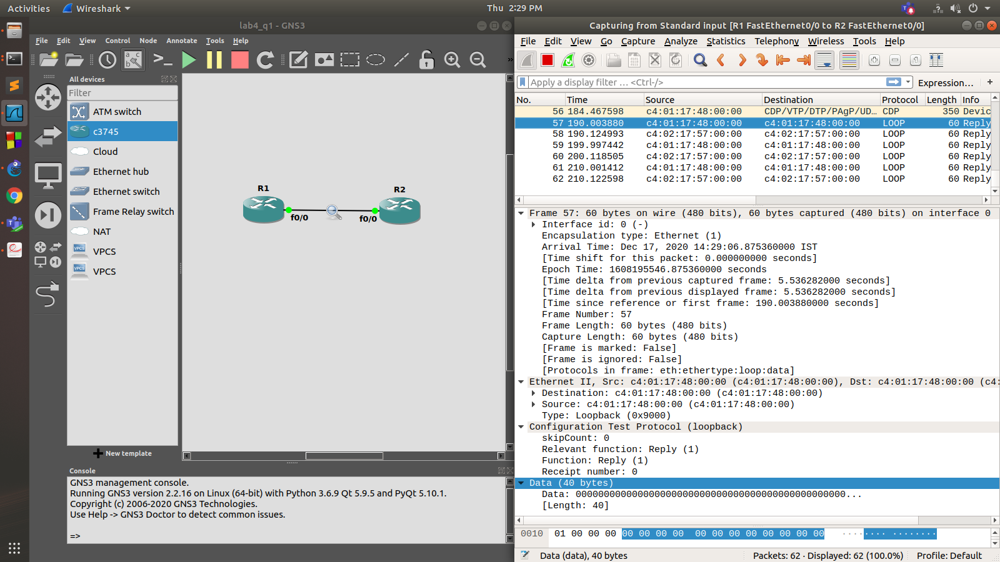 Activities Wireshark Thu 2:29 PM
lab4_q1 - GNS3
File Edit View Control Node Annotate Tools Help
All devices
Filter
ATM switch
c3745
Cloud
Ethernet hub
Ethernet switch
Frame Relay switch
NAT
VPCS
VPCS
New template
R1
R2
f0/0
f0/0
Console
GNS3 management console.
Running GNS3 version 2.2.16 on Linux (64-bit) with Python 3.6.9 Qt 5.9.5 and PyQt 5.10.1.
Copyright (c) 2006-2020 GNS3 Technologies.
Use Help -> GNS3 Doctor to detect common issues.
=>
Capturing from Standard input [R1 FastEthernet0/0 to R2 FastEthernet0/0]
File Edit View Go Capture Analyze Statistics Telephony Wireless Tools Help
Apply a display filter … <Ctrl-/> Expression… +
No. Time Source Destination Protocol Length Info
56 184.467598 c4:01:17:48:00:00 CDP/VTP/DTP/PAgP/UD… CDP 350 Devic
57 190.003880 c4:01:17:48:00:00 c4:01:17:48:00:00 LOOP 60 Reply
58 190.124993 c4:02:17:57:00:00 c4:02:17:57:00:00 LOOP 60 Reply
59 199.997442 c4:01:17:48:00:00 c4:01:17:48:00:00 LOOP 60 Reply
60 200.118505 c4:02:17:57:00:00 c4:02:17:57:00:00 LOOP 60 Reply
61 210.001412 c4:01:17:48:00:00 c4:01:17:48:00:00 LOOP 60 Reply
62 210.122598 c4:02:17:57:00:00 c4:02:17:57:00:00 LOOP 60 Reply
Frame 57: 60 bytes on wire (480 bits), 60 bytes captured (480 bits) on interface 0
Interface id: 0 (-)
Encapsulation type: Ethernet (1)
Arrival Time: Dec 17, 2020 14:29:06.875360000 IST
[Time shift for this packet: 0.000000000 seconds]
Epoch Time: 1608195546.875360000 seconds
[Time delta from previous captured frame: 5.536282000 seconds]
[Time delta from previous displayed frame: 5.536282000 seconds]
[Time since reference or first frame: 190.003880000 seconds]
Frame Number: 57
Frame Length: 60 bytes (480 bits)
Capture Length: 60 bytes (480 bits)
[Frame is marked: False]
[Frame is ignored: False]
[Protocols in frame: eth:ethertype:loop:data]
Ethernet II, Src: c4:01:17:48:00:00 (c4:01:17:48:00:00), Dst: c4:01:17:48:00:00 (c4:
Destination: c4:01:17:48:00:00 (c4:01:17:48:00:00)
Source: c4:01:17:48:00:00 (c4:01:17:48:00:00)
Type: Loopback (0x9000)
Configuration Test Protocol (loopback)
skipCount: 0
Relevant function: Reply (1)
Function: Reply (1)
Receipt number: 0
Data (40 bytes)
Data: 000000000000000000000000000000000000000000000000...
[Length: 40]
0010 01 00 00 00 00 00 00 00 00 00 00 00 00 00 00 00 ···· ···· ········
Data (data), 40 bytes Packets: 62 · Displayed: 62 (100.0%) Profile: Default